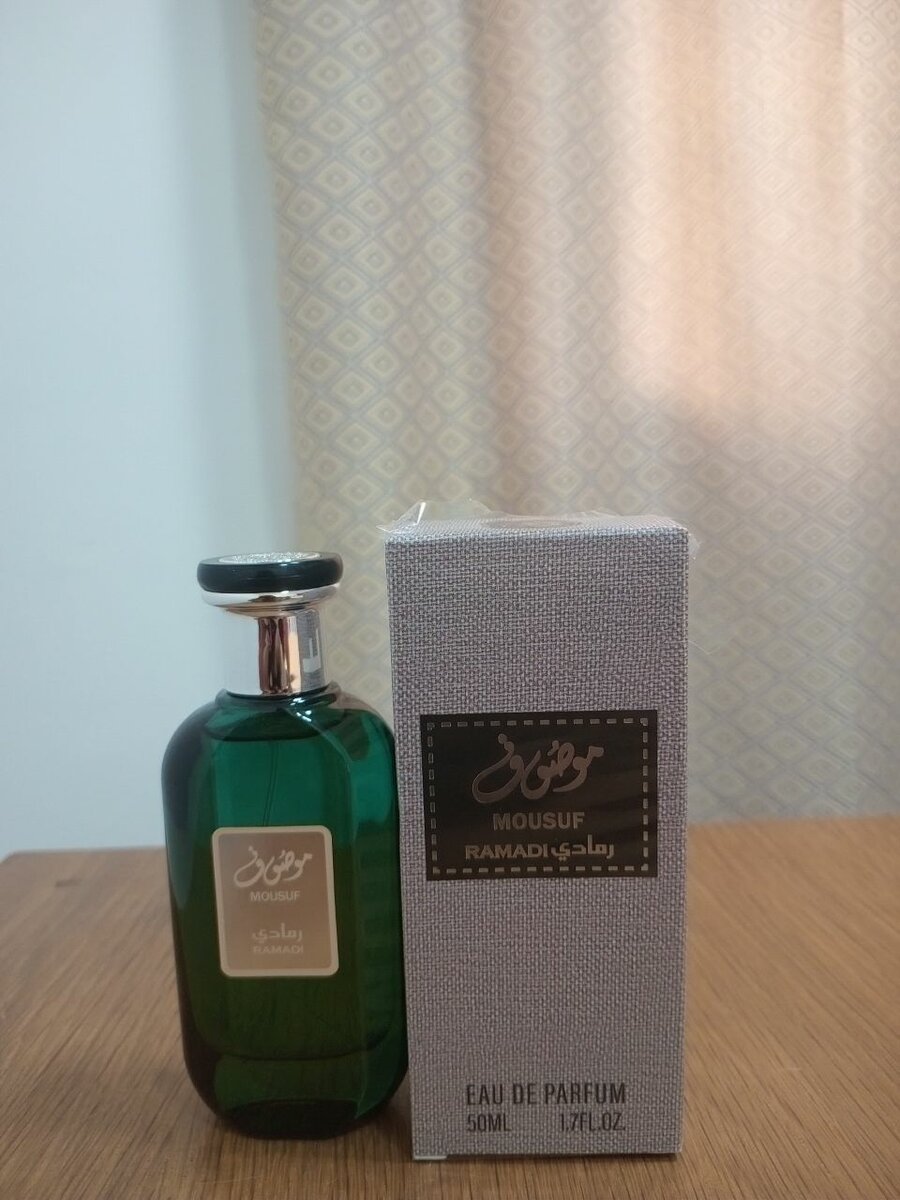 موصوف
MOUSUF
رمادي
RAMADI
موصوف
MOUSUF
RAMADI رمادي
EAU DE PARFUM
50ML 1.7FL.OZ.